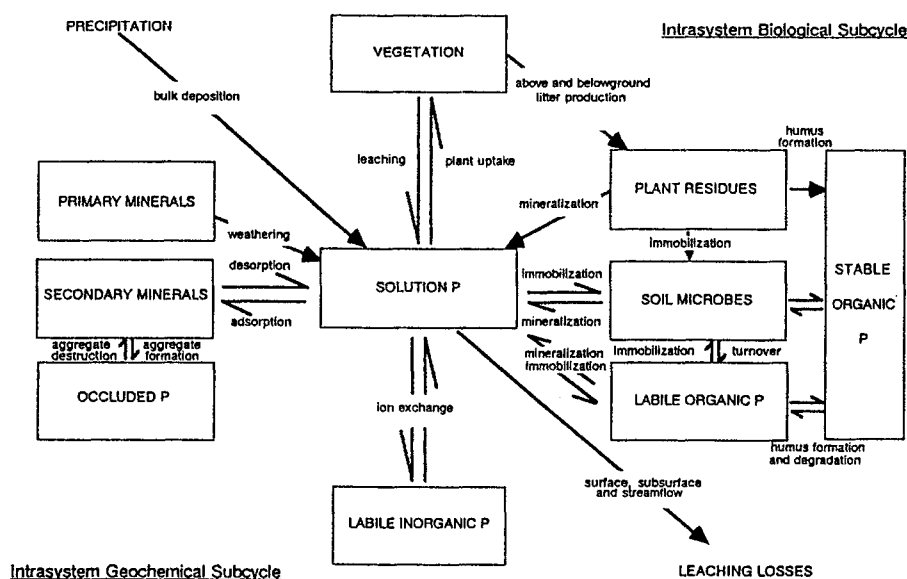 PRECIPITATION
Intrasystem Biological Subcycle
VEGETATION
bulk deposition
above and belowground
litter production
humus
formation
leaching
plant uptake
PLANT RESIDUES
PRIMARY MINERALS
mineralization
weathering
immobilization
desorption
SECONDARY MINERALS
adsorption
SOLUTION P
immobilization
mineralization
SOIL MICROBES
STABLE
ORGANIC
P
aggregate
destruction
aggregate
formation
mineralization
immobilization
immobilization
turnover
OCCLUDED P
LABILE ORGANIC P
ion exchange
humus formation
and degradation
surface, subsurface
and streamflow
LABILE INORGANIC P
Intrasystem Geochemical Subcycle
LEACHING LOSSES